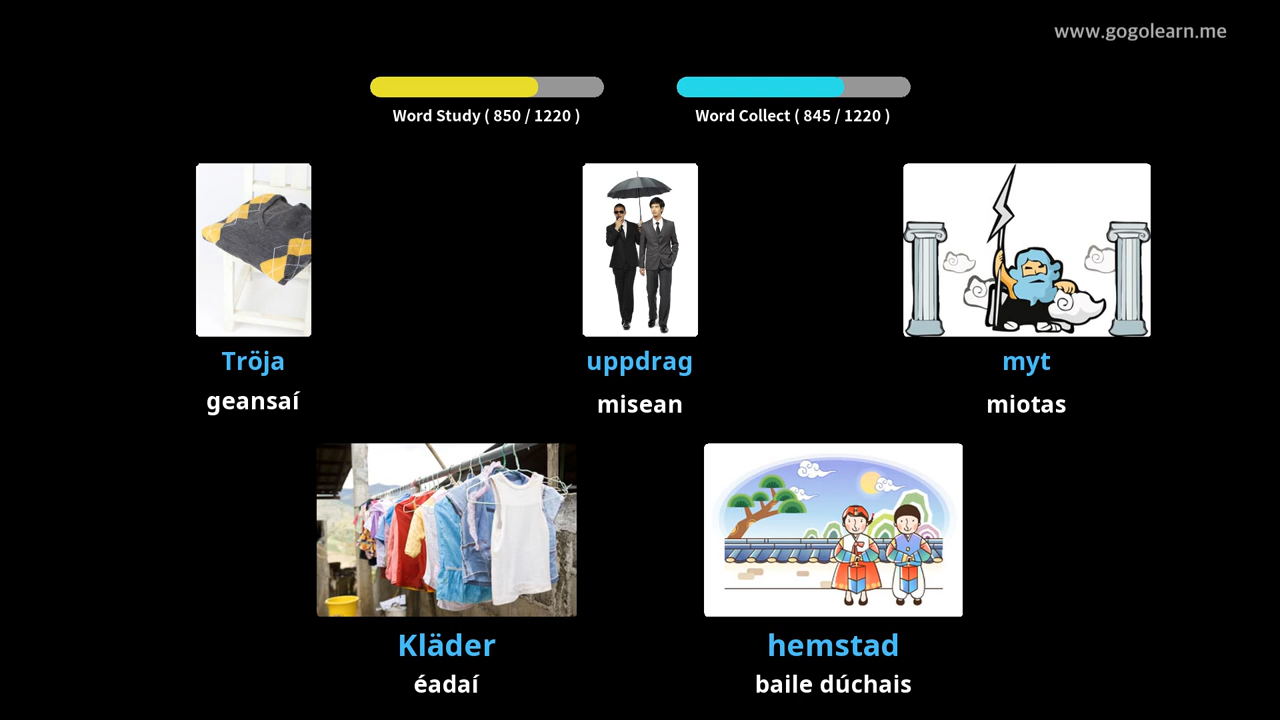 www.gogolearn.me
Word Study ( 850 / 1220 )
Word Collect ( 845 / 1220 )
Tröja
uppdrag
myt
geansaí
misean
miotas
Kläder
hemstad
éadaí
baile dúchais